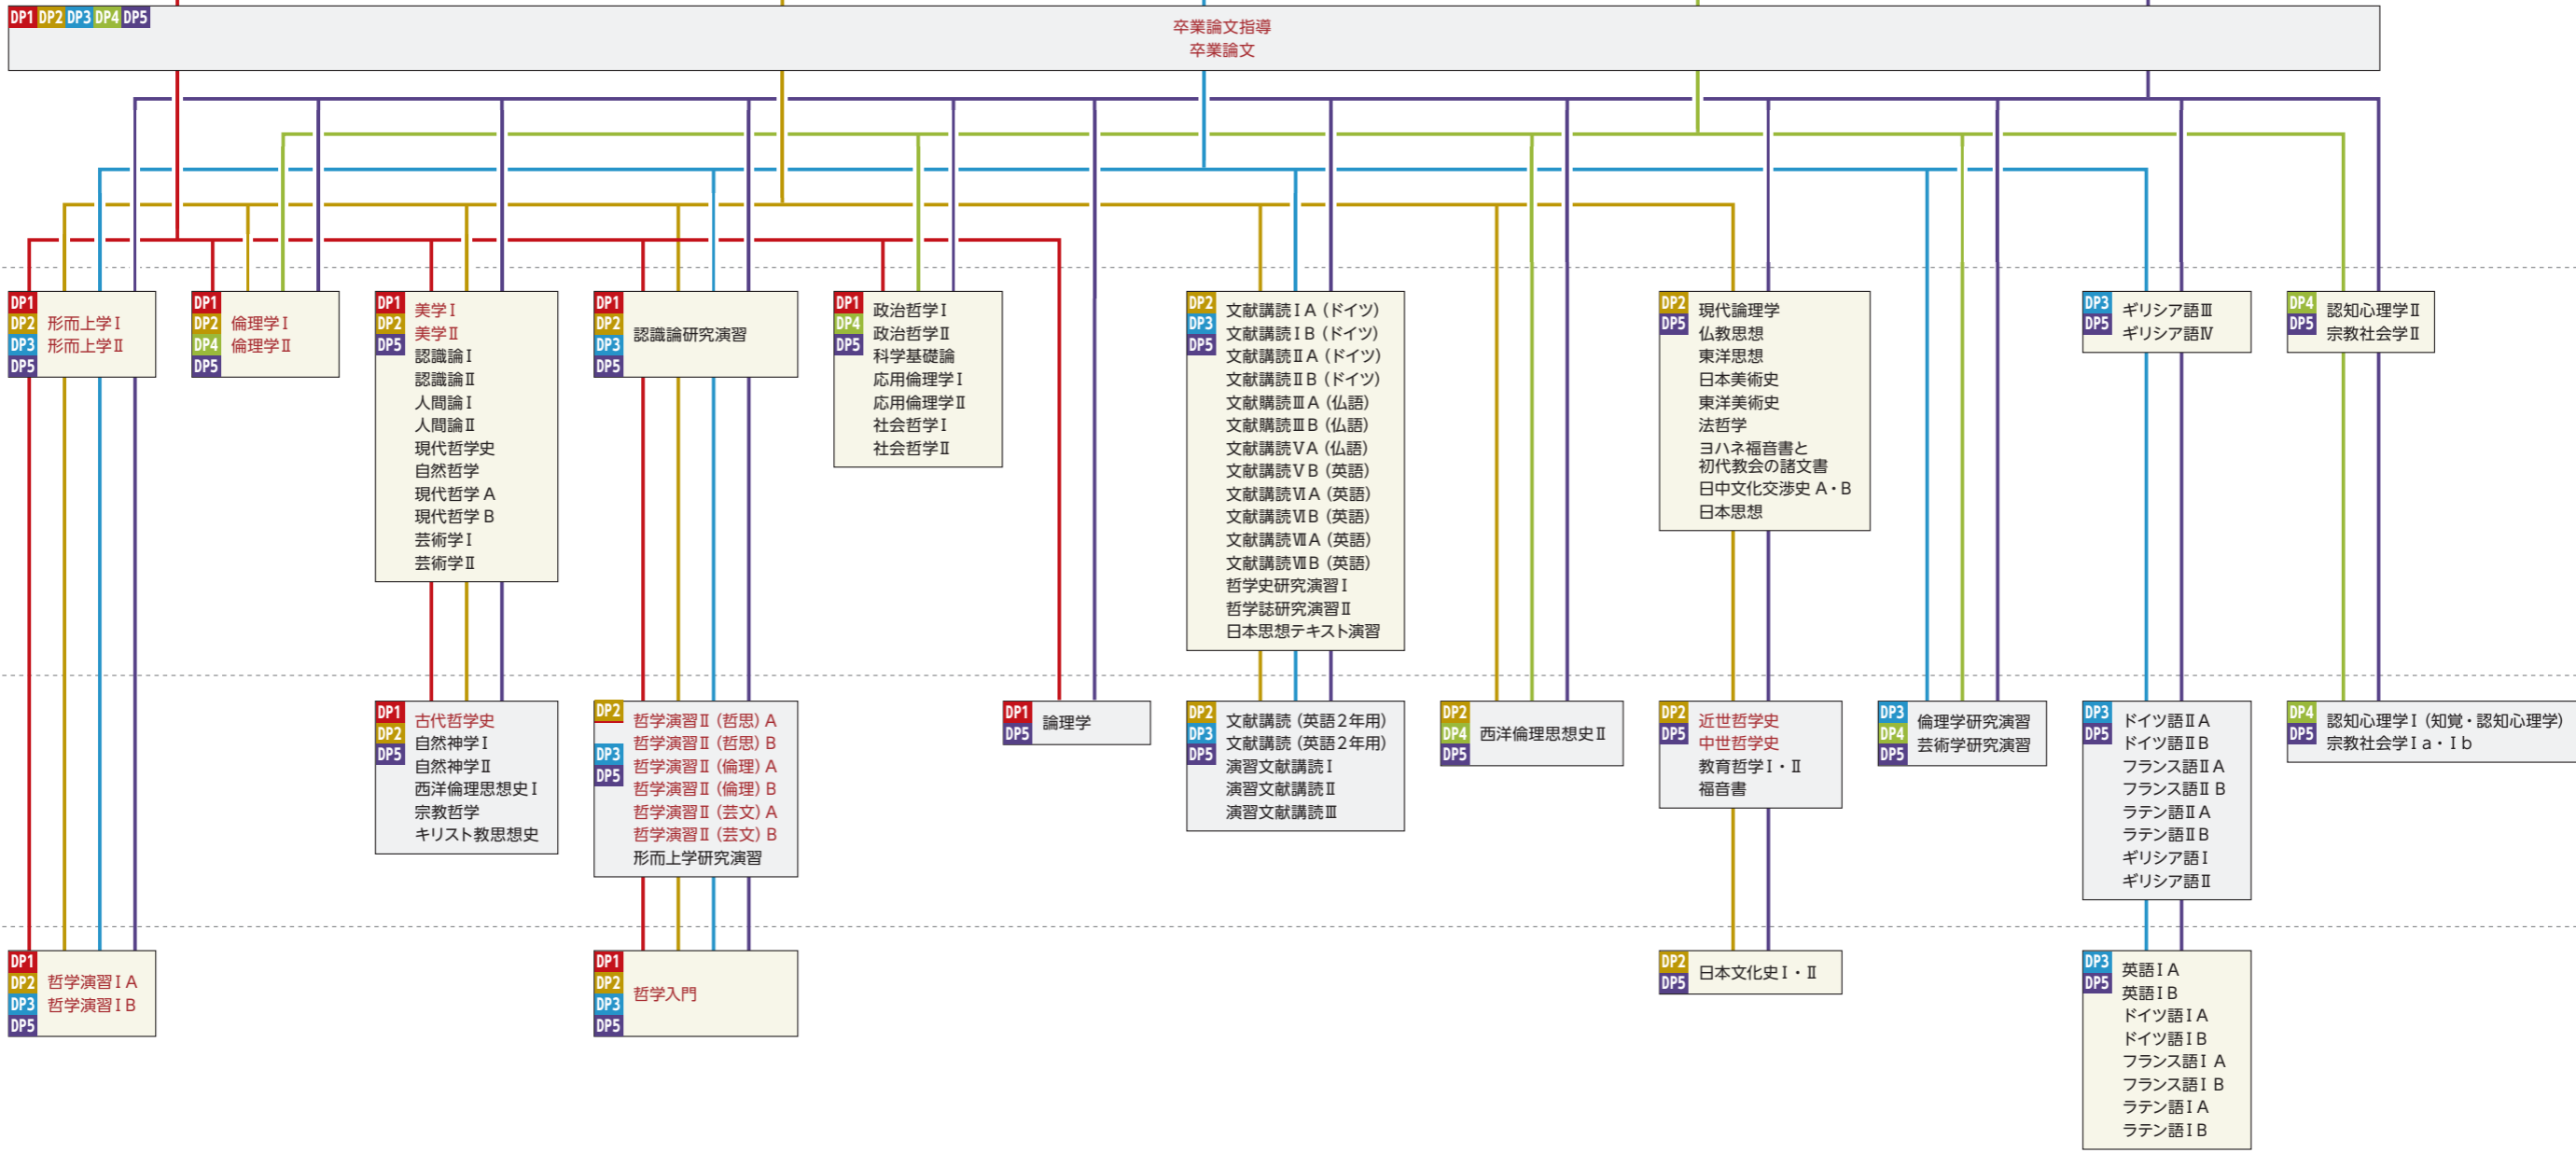 DP1 DP2 DP3 DP4 DP5
卒業論文指導
卒業論文
DP1
DP2
DP3
DP5
形而上学Ⅰ
形而上学Ⅱ
DP1
DP2
DP4
DP5
倫理学Ⅰ
倫理学Ⅱ
DP1
DP2
DP5
美学Ⅰ
美学Ⅱ
認識論Ⅰ
認識論Ⅱ
人間論Ⅰ
人間論Ⅱ
現代哲学史
自然哲学
現代哲学 A
現代哲学 B
芸術学Ⅰ
芸術学Ⅱ
DP1
DP2
DP3
DP5
認識論研究演習
DP1
DP4
DP5
政治哲学Ⅰ
政治哲学Ⅱ
科学基礎論
応用倫理学Ⅰ
応用倫理学Ⅱ
社会哲学Ⅰ
社会哲学Ⅱ
DP2
DP3
DP5
文献講読ⅠA（ドイツ）
文献講読ⅠB（ドイツ）
文献講読ⅡA（ドイツ）
文献講読ⅡB（ドイツ）
文献購読ⅢA（仏語）
文献購読ⅢB（仏語）
文献講読ⅤA（仏語）
文献講読ⅤB（英語）
文献講読ⅥA（英語）
文献講読ⅥB（英語）
文献講読ⅦA（英語）
文献講読ⅦB（英語）
哲学史研究演習Ⅰ
哲学誌研究演習Ⅱ
日本思想テキスト演習
DP2
DP5
現代論理学
仏教思想
東洋思想
日本美術史
東洋美術史
法哲学
ヨハネ福音書と
初代教会の諸文書
日中文化交渉史 A・B
日本思想
DP3
DP5
ギリシア語Ⅲ
ギリシア語Ⅳ
DP4
DP5
認知心理学Ⅱ
宗教社会学Ⅱ
DP1
DP2
DP5
古代哲学史
自然神学Ⅰ
自然神学Ⅱ
西洋倫理思想史Ⅰ
宗教哲学
キリスト教思想史
DP2
DP3
DP5
哲学演習Ⅱ（哲思）A
哲学演習Ⅱ（哲思）B
哲学演習Ⅱ（倫理）A
哲学演習Ⅱ（倫理）B
哲学演習Ⅱ（芸文）A
哲学演習Ⅱ（芸文）B
形而上学研究演習
DP1
DP5
論理学
DP2
DP3
DP5
文献講読（英語２年用）
文献講読（英語２年用）
演習文献講読Ⅰ
演習文献講読Ⅱ
演習文献講読Ⅲ
DP2
DP4
DP5
西洋倫理思想史Ⅱ
DP2
DP5
近世哲学史
中世哲学史
教育哲学Ⅰ・Ⅱ
福音書
DP3
DP4
DP5
倫理学研究演習
芸術学研究演習
DP3
DP5
ドイツ語ⅡA
ドイツ語ⅡB
フランス語ⅡA
フランス語Ⅱ B
ラテン語ⅡA
ラテン語ⅡB
ギリシア語Ⅰ
ギリシア語Ⅱ
DP4
DP5
認知心理学Ⅰ（知覚・認知心理学）
宗教社会学Ⅰa・Ⅰb
DP1
DP2
DP3
DP5
哲学演習ⅠA
哲学演習ⅠB
DP1
DP2
DP3
DP5
哲学入門
DP2
DP5
日本文化史Ⅰ・Ⅱ
DP3
DP5
英語ⅠA
英語ⅠB
ドイツ語ⅠA
ドイツ語ⅠB
フランス語Ⅰ A
フランス語Ⅰ B
ラテン語ⅠA
ラテン語ⅠB